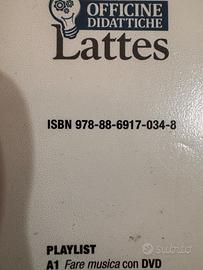 OFFICINE
DIDATTICHE
Lattes
ISBN 978-88-6917-034-8
PLAYLIST
A1 Fare musica con DVD
subito